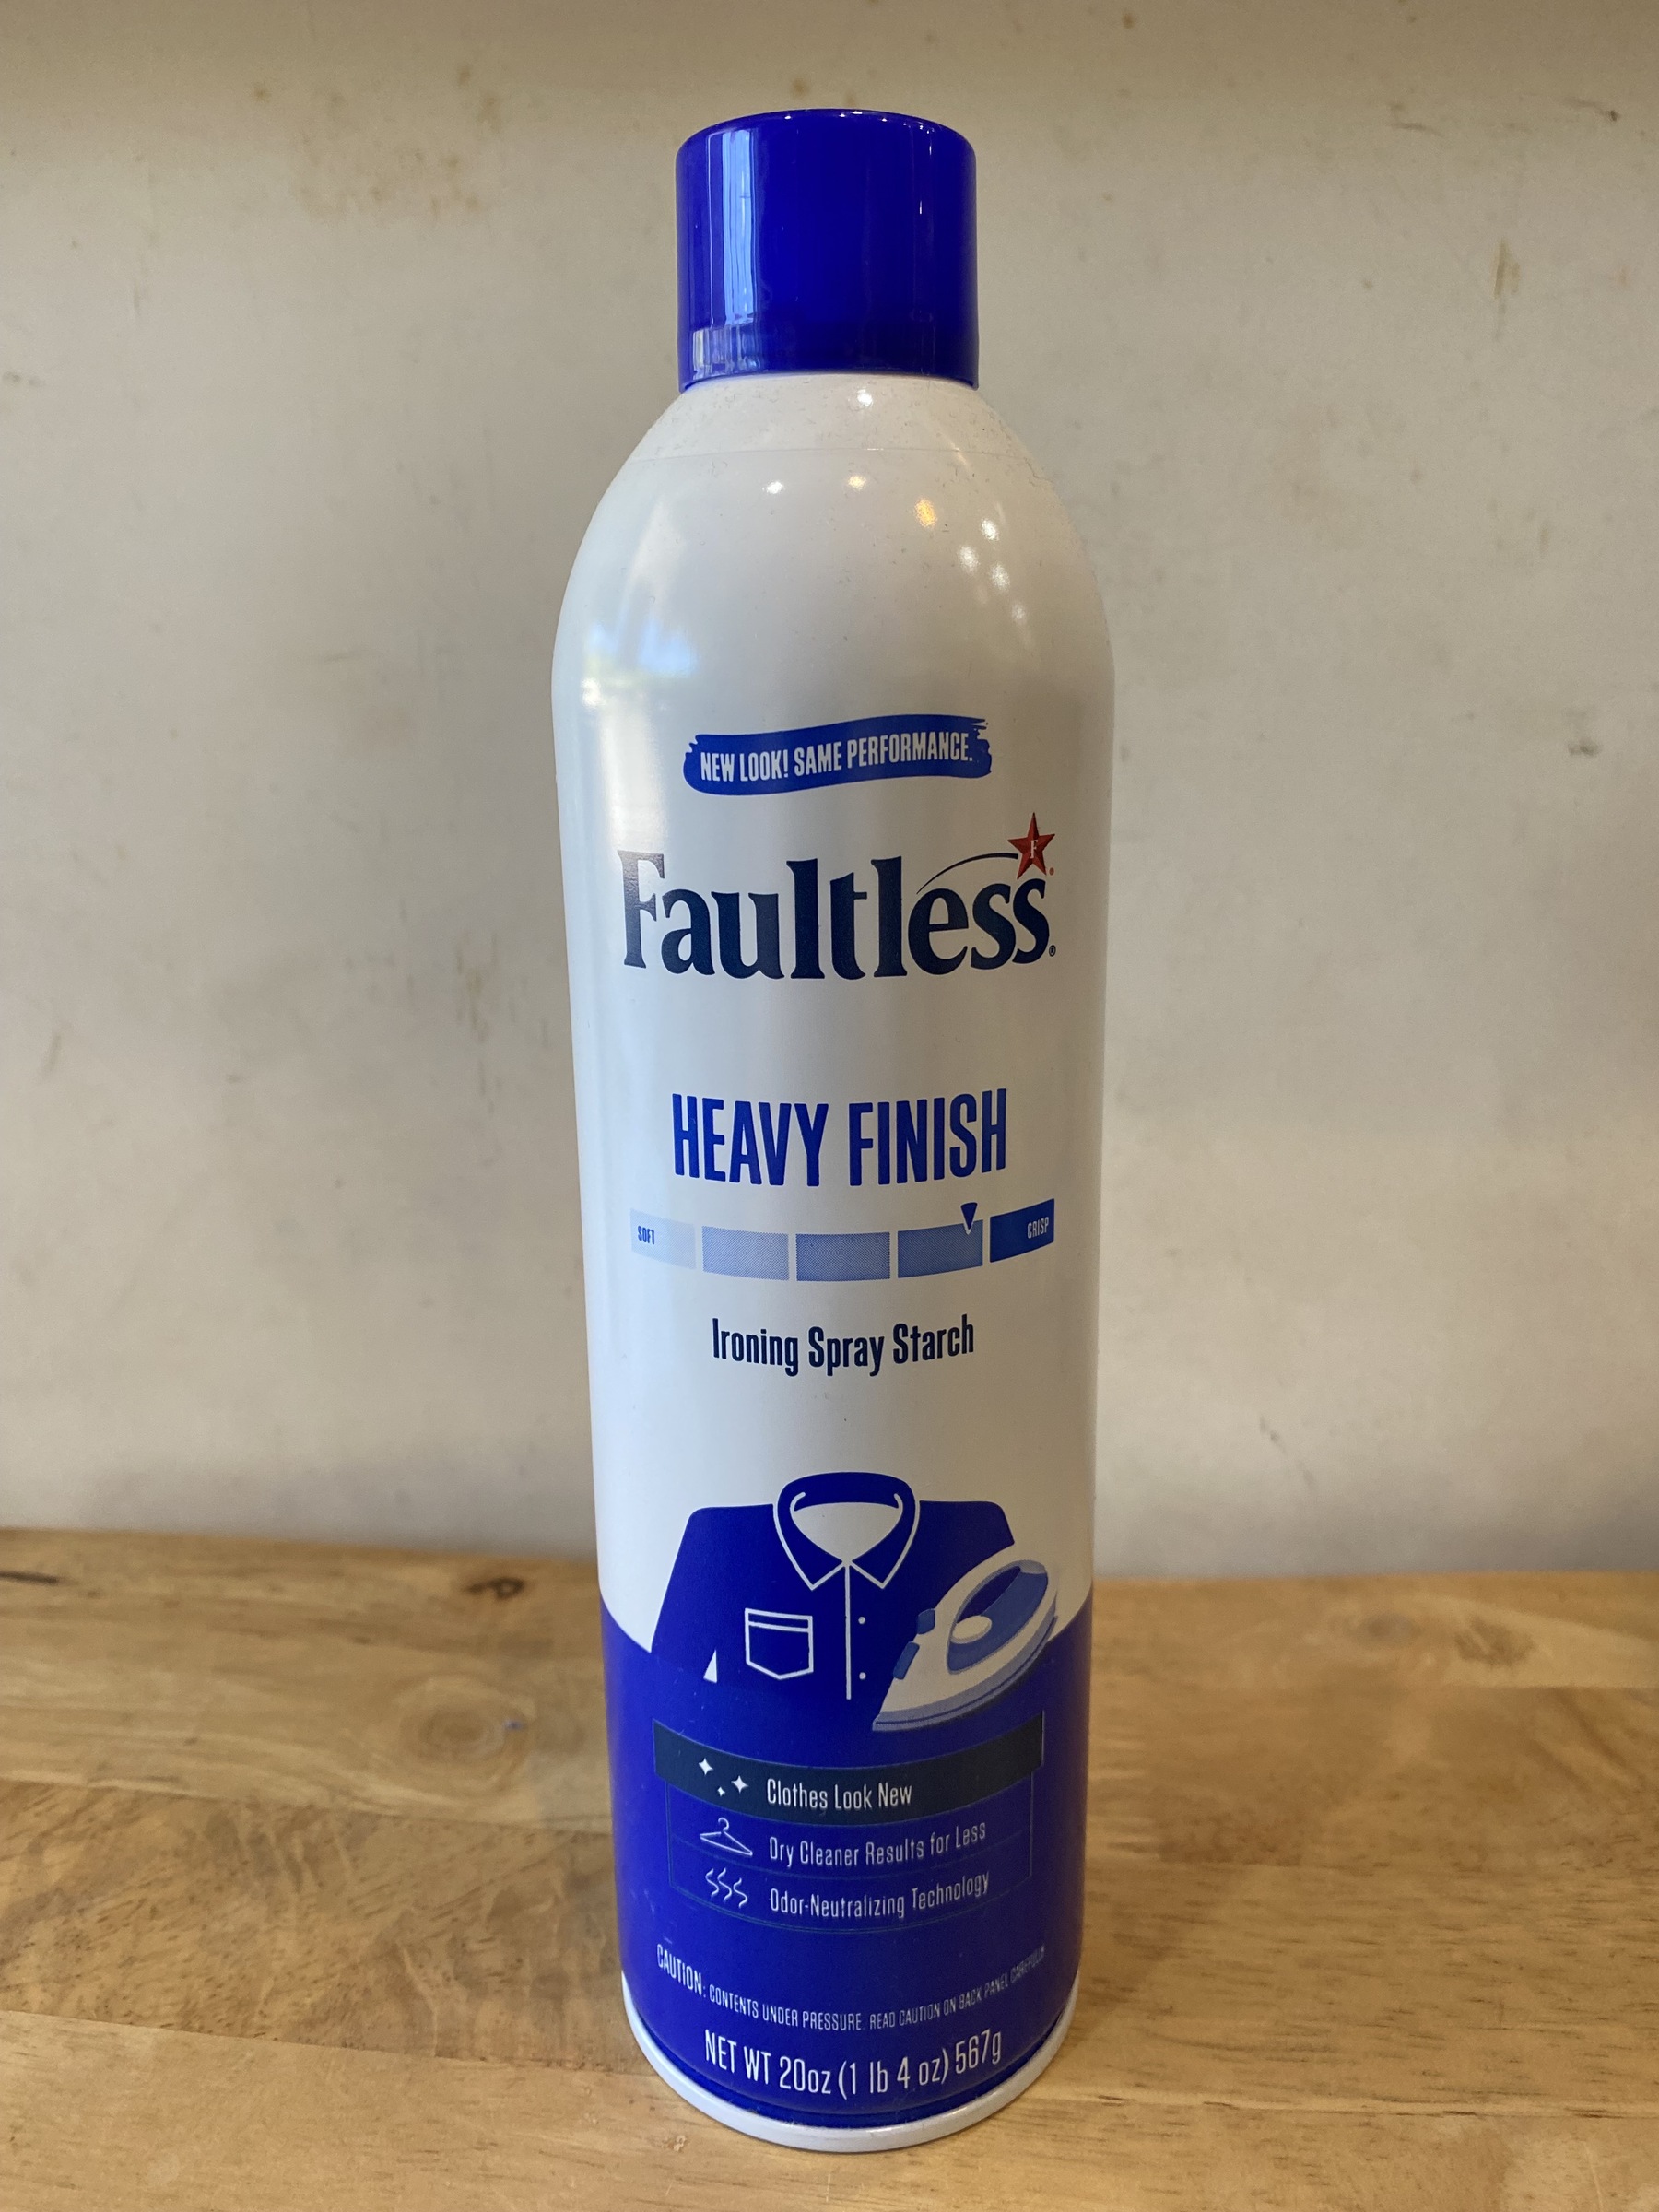 NEW LOOK! SAME PERFORMANCE.
F
Faultless®
HEAVY FINISH
SOFT CRISP
Ironing Spray Starch
Clothes Look New
Dry Cleaner Results for Less
Odor-Neutralizing Technology
CAUTION: CONTENTS UNDER PRESSURE. READ CAUTION ON BACK PANEL CAREFULLY
NET WT 20oz (1 lb 4 oz) 567g